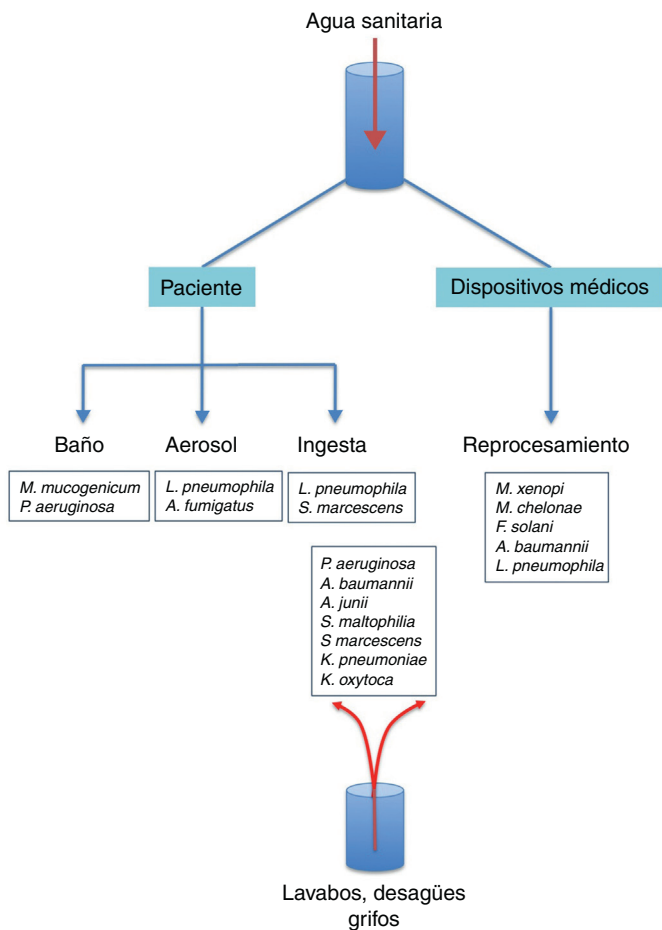 Agua sanitaria
Paciente
Dispositivos médicos
Baño
Aerosol
Ingesta
Reprocesamiento
M. mucogenicum
P. aeruginosa
L. pneumophila
A. fumigatus
L. pneumophila
S. marcescens
M. xenopi
M. chelonae
F. solani
A. baumannii
L. pneumophila
P. aeruginosa
A. baumannii
A. junii
S. maltophilia
S marcescens
K. pneumoniae
K. oxytoca
Lavabos, desagües
grifos